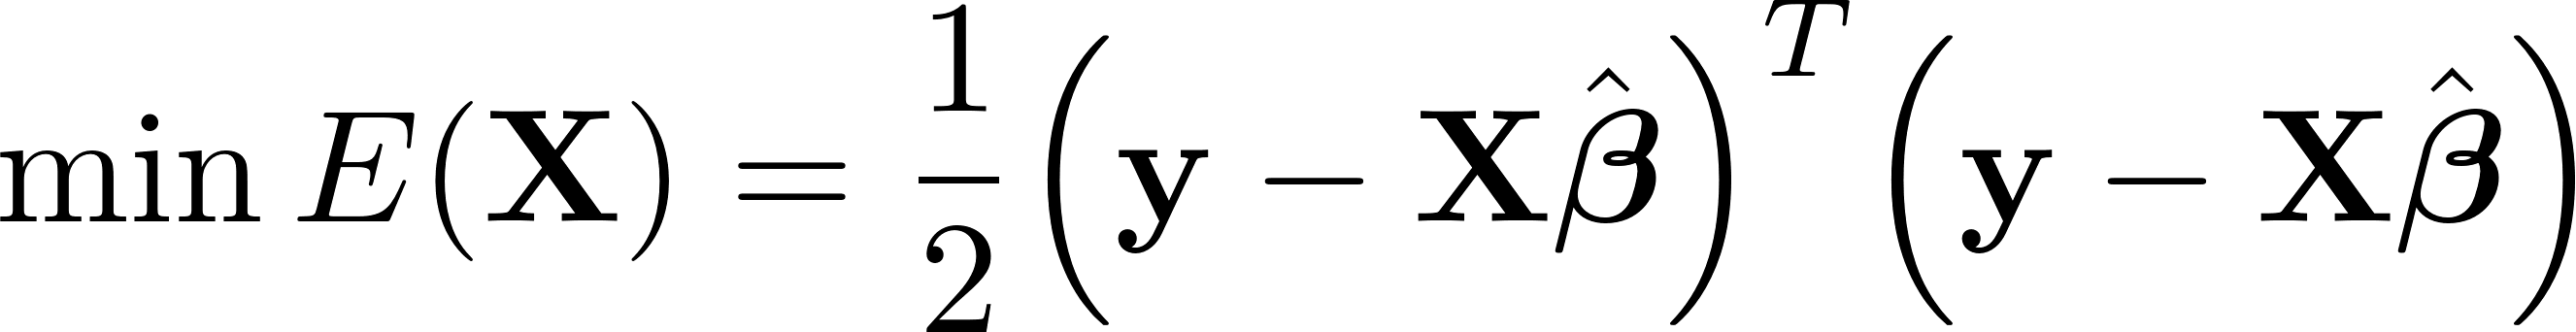 min E(𝐗) = 1/2 (𝐲 − 𝐗𝜷̂)ᵀ (𝐲 − 𝐗𝜷̂)